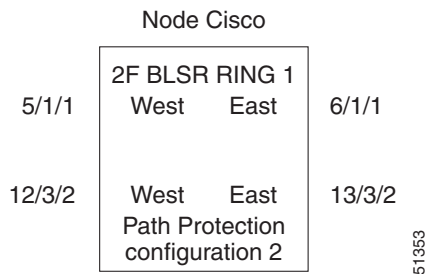 Node Cisco
2F BLSR RING 1
5/1/1 West East 6/1/1
12/3/2 West East 13/3/2
Path Protection
configuration 2
51353